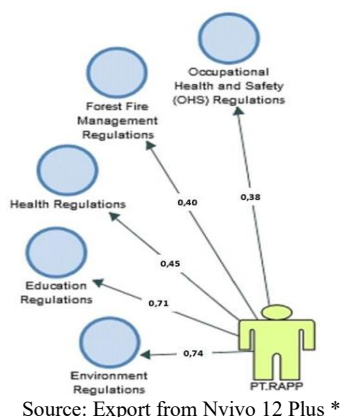 Occupational
Health and Safety
(OHS) Regulations
Forest Fire
Management
Regulations
0,38
0,40
Health Regulations
0,45
Education
Regulations
0,71
0,74
Environment
Regulations
PT.RAPP
Source: Export from Nvivo 12 Plus *